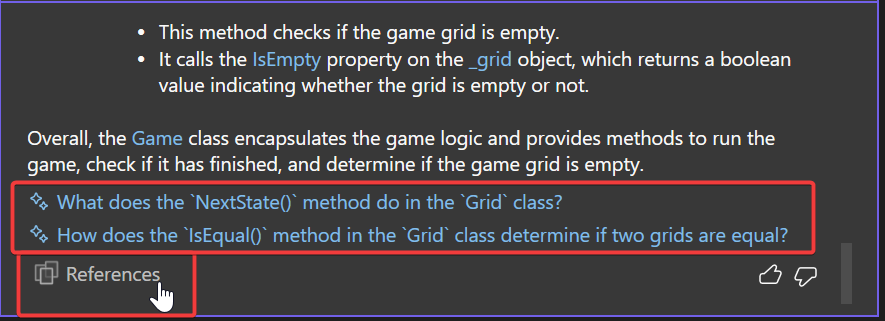 • This method checks if the game grid is empty.
• It calls the IsEmpty property on the _grid object, which returns a boolean
value indicating whether the grid is empty or not.
Overall, the Game class encapsulates the game logic and provides methods to run the
game, check if it has finished, and determine if the game grid is empty.
What does the `NextState()` method do in the `Grid` class?
How does the `IsEqual()` method in the `Grid` class determine if two grids are equal?
References